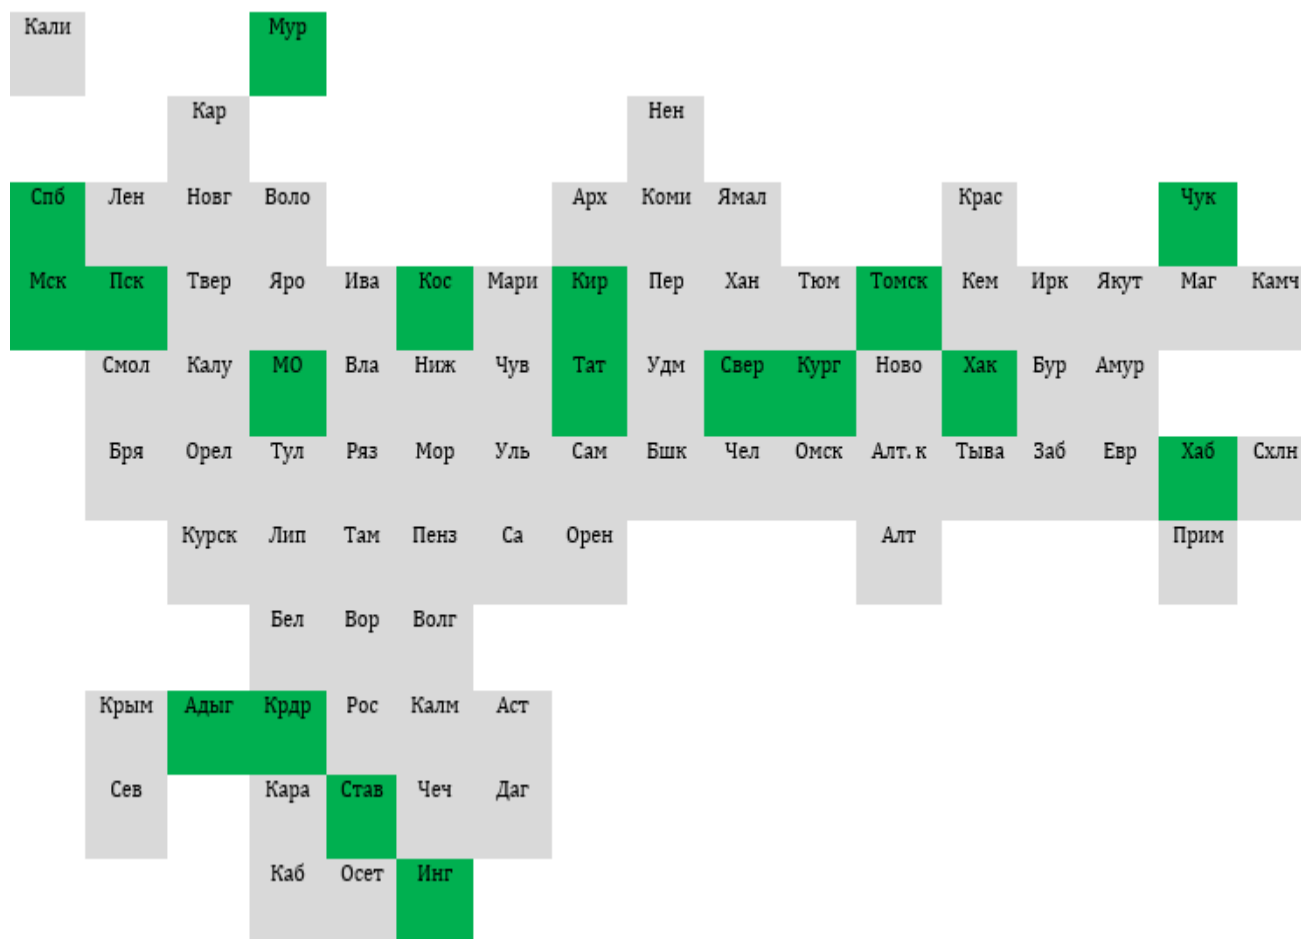 Кали Мур
Кар Нен
Спб Лен Новг Воло Арх Коми Ямал Крас Чук
Мск Пск Твер Яро Ива Кос Мари Кир Пер Хан Тюм Томск Кем Ирк Якут Маг Камч
Смол Калу МО Вла Ниж Чув Тат Удм Свер Кург Ново Хак Бур Амур
Бря Орел Тул Ряз Мор Уль Сам Бшк Чел Омск Алт. к Тыва Заб Евр Хаб Схлн
Курск Лип Там Пенз Са Орен Алт Прим
Бел Вор Волг
Крым Адыг Крдр Рос Калм Аст
Сев Кара Став Чеч Даг
Каб Осет Инг